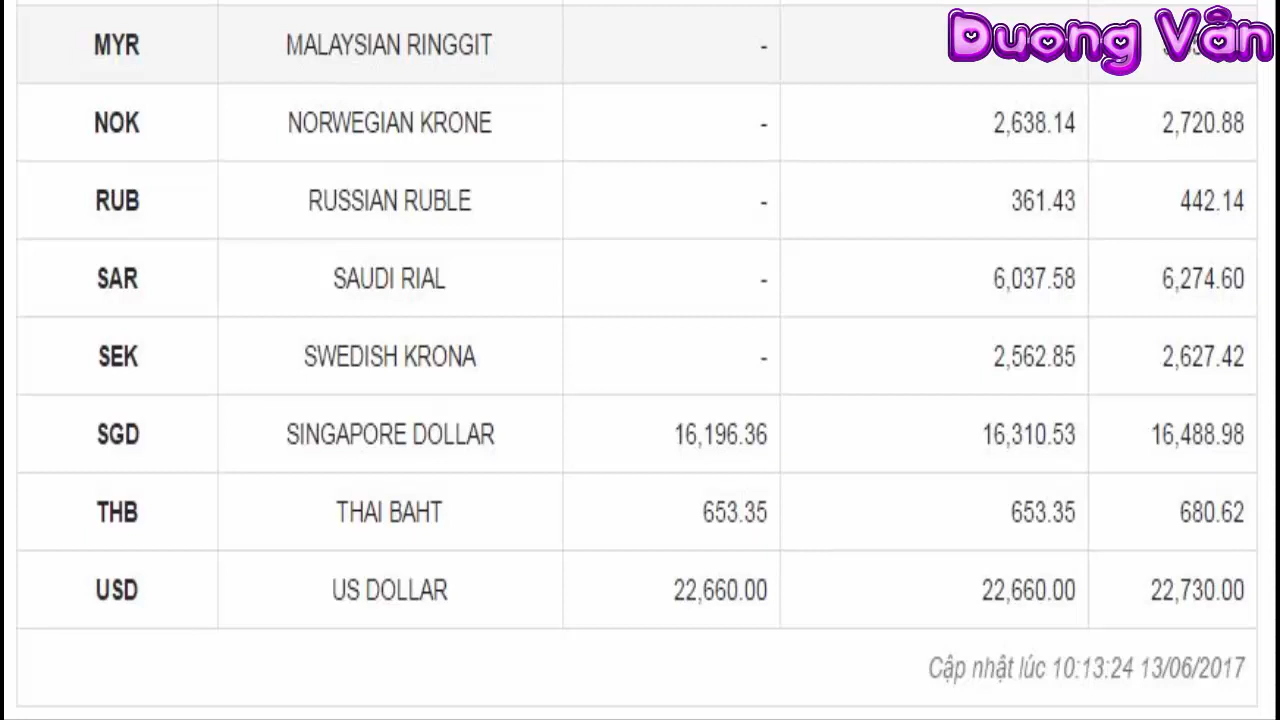 Duong Vân
MYR MALAYSIAN RINGGIT -
NOK NORWEGIAN KRONE - 2,638.14 2,720.88
RUB RUSSIAN RUBLE - 361.43 442.14
SAR SAUDI RIAL - 6,037.58 6,274.60
SEK SWEDISH KRONA - 2,562.85 2,627.42
SGD SINGAPORE DOLLAR 16,196.36 16,310.53 16,488.98
THB THAI BAHT 653.35 653.35 680.62
USD US DOLLAR 22,660.00 22,660.00 22,730.00
Cập nhật lúc 10:13:24 13/06/2017